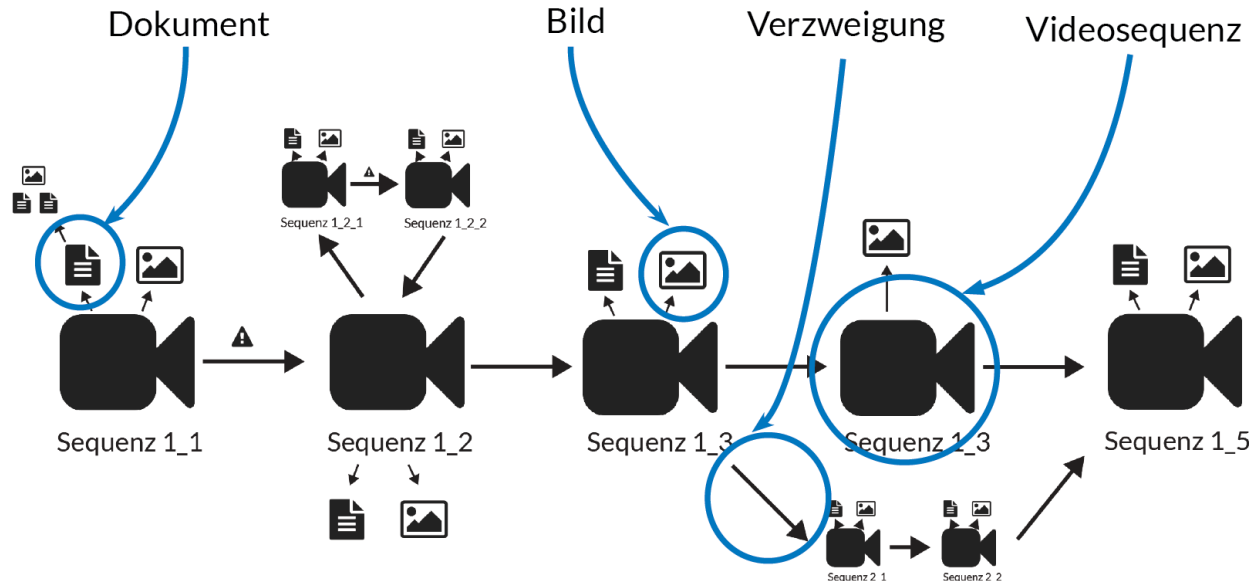 Dokument
Bild
Verzweigung
Videosequenz
Sequenz 1_2_1
Sequenz 1_2_2
Sequenz 1_1
Sequenz 1_2
Sequenz 1_3
Sequenz 1_3
Sequenz 1_5
Sequenz 2_1
Sequenz 2_2